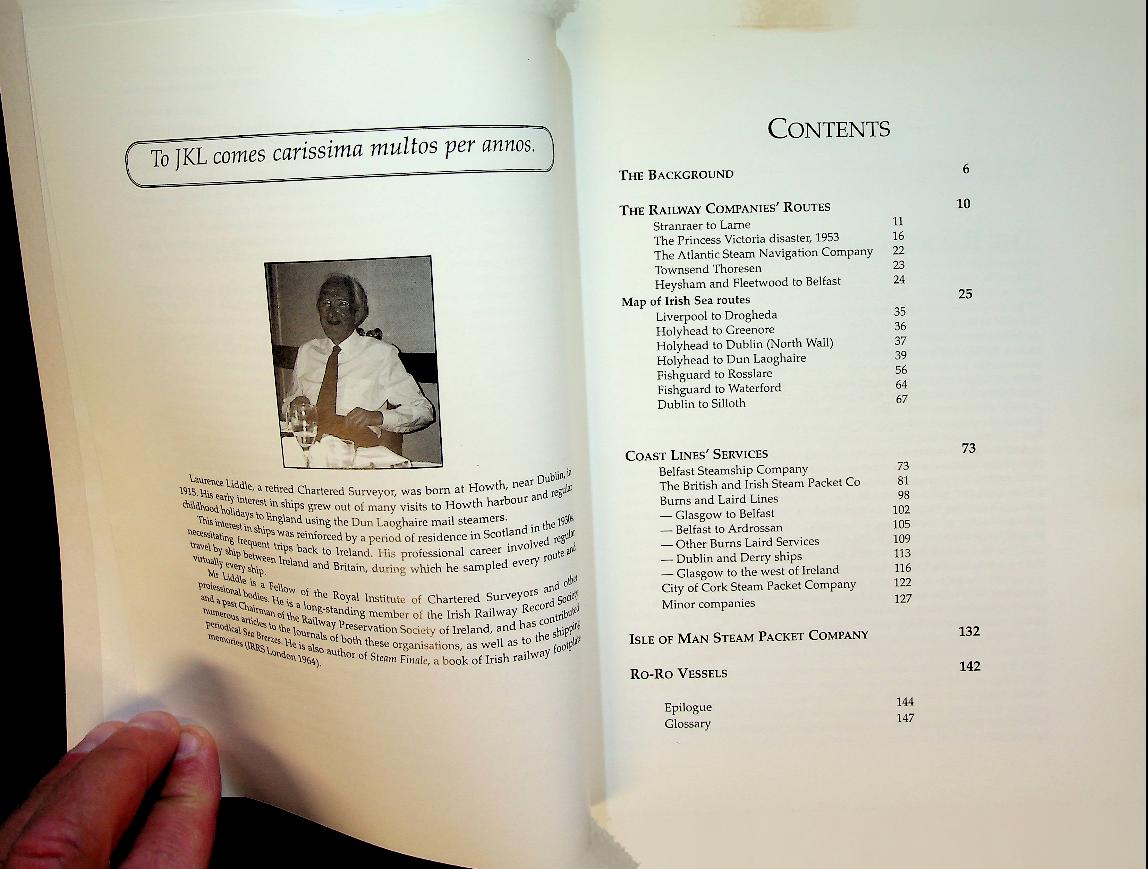 To JKL comes carissima multos per annos.
Laurence Liddle, a retired Chartered Surveyor, was born at Howth, near Dublin, in
1915. His early interest in ships grew out of many visits to Howth harbour and regular
childhood holidays to England using the Dun Laoghaire mail steamers.
This interest in ships was reinforced by a period of residence in Scotland in the 1930s,
necessitating frequent trips back to Ireland. His professional career involved regular
travel by ship between Ireland and Britain, during which he sampled every route and
virtually every ship.
Mr Liddle is a Fellow of the Royal Institute of Chartered Surveyors and other
professional bodies. He is a long-standing member of the Irish Railway Record Society
and a past Chairman of the Railway Preservation Society of Ireland, and has contributed
numerous articles to the Journals of both these organisations, as well as to the shipping
periodical Sea Breezes. He is also author of Steam Finale, a book of Irish railway footplate
memories (IRRS London 1964).
CONTENTS
THE BACKGROUND 6
THE RAILWAY COMPANIES' ROUTES 10
Stranraer to Larne 11
The Princess Victoria disaster, 1953 16
The Atlantic Steam Navigation Company 22
Townsend Thoresen 23
Heysham and Fleetwood to Belfast 24
Map of Irish Sea routes 25
Liverpool to Drogheda 35
Holyhead to Greenore 36
Holyhead to Dublin (North Wall) 37
Holyhead to Dun Laoghaire 39
Fishguard to Rosslare 56
Fishguard to Waterford 64
Dublin to Silloth 67
COAST LINES' SERVICES 73
Belfast Steamship Company 73
The British and Irish Steam Packet Co 81
Burns and Laird Lines 98
— Glasgow to Belfast 102
— Belfast to Ardrossan 105
— Other Burns Laird Services 109
— Dublin and Derry ships 113
— Glasgow to the west of Ireland 116
City of Cork Steam Packet Company 122
Minor companies 127
ISLE OF MAN STEAM PACKET COMPANY 132
RO-RO VESSELS 142
Epilogue 144
Glossary 147